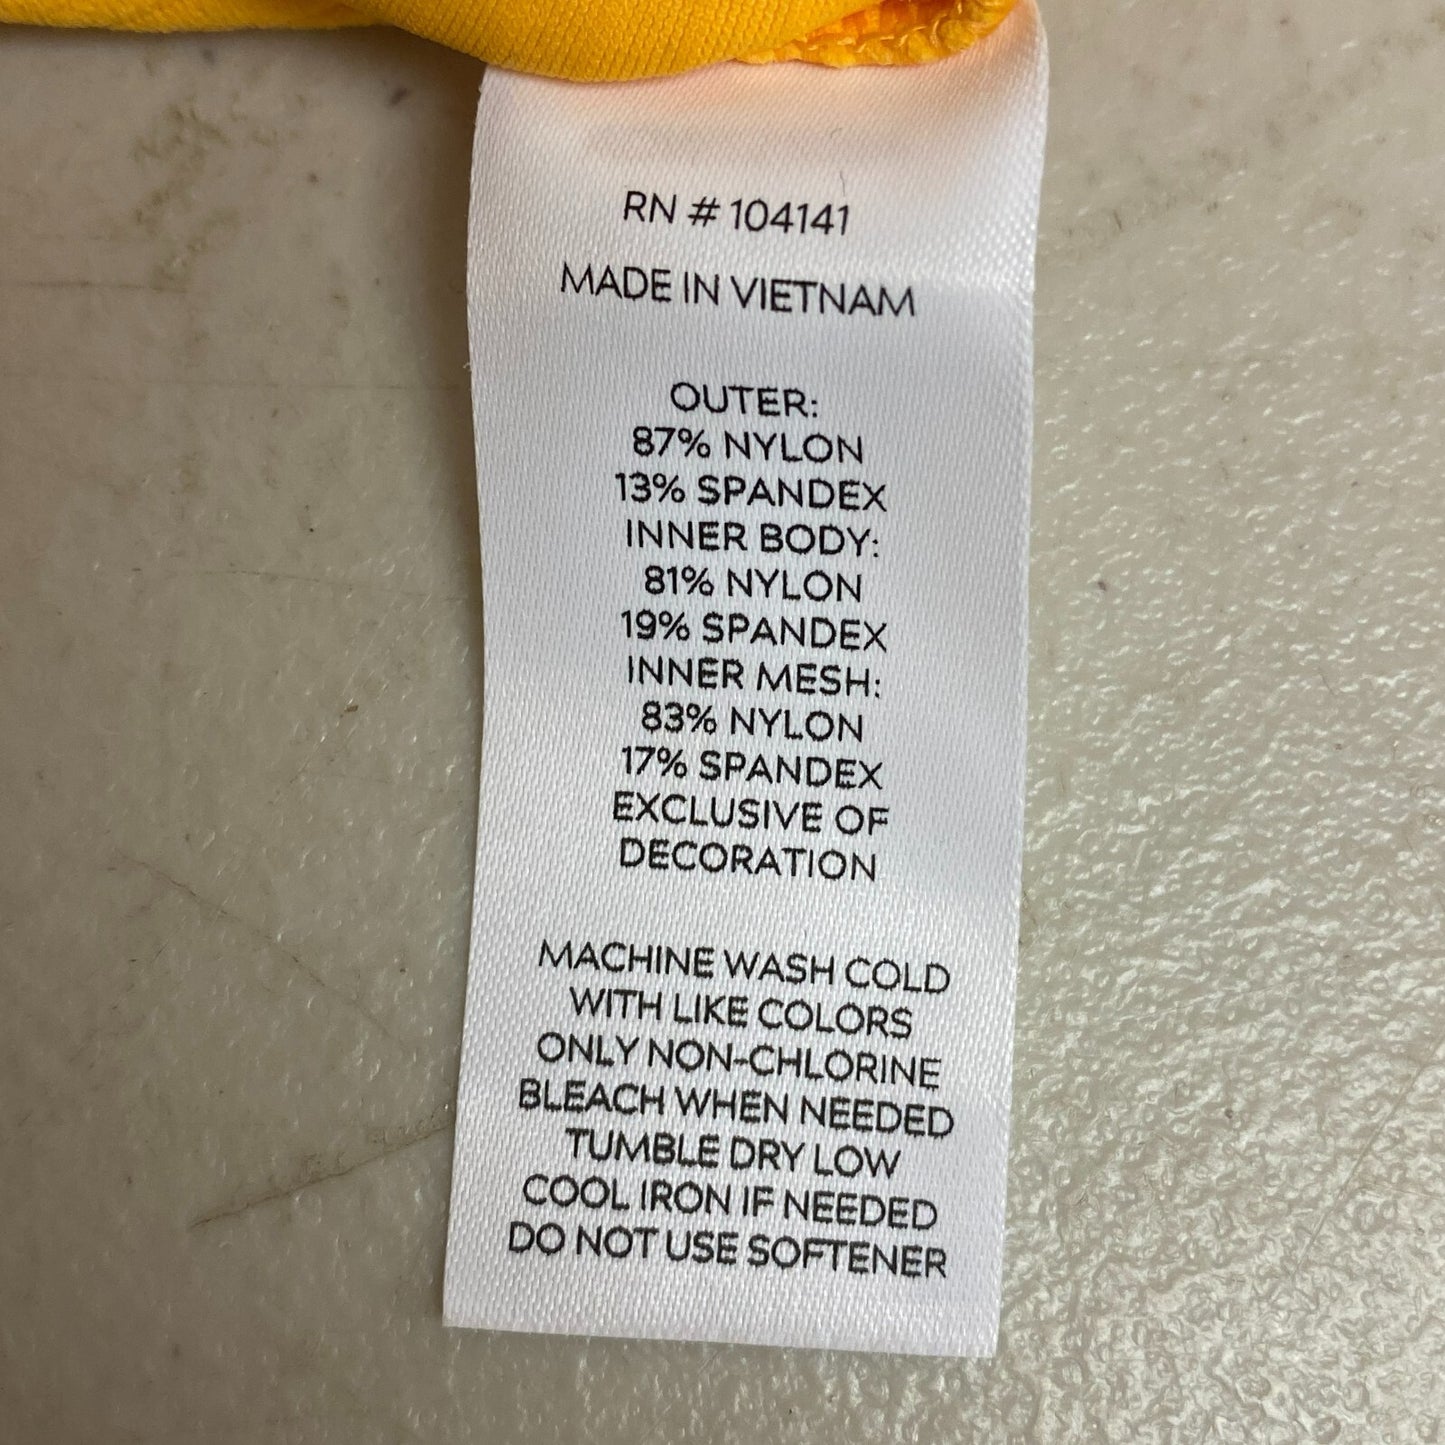 RN # 104141
MADE IN VIETNAM
OUTER:
87% NYLON
13% SPANDEX
INNER BODY:
81% NYLON
19% SPANDEX
INNER MESH:
83% NYLON
17% SPANDEX
EXCLUSIVE OF
DECORATION
MACHINE WASH COLD
WITH LIKE COLORS
ONLY NON-CHLORINE
BLEACH WHEN NEEDED
TUMBLE DRY LOW
COOL IRON IF NEEDED
DO NOT USE SOFTENER